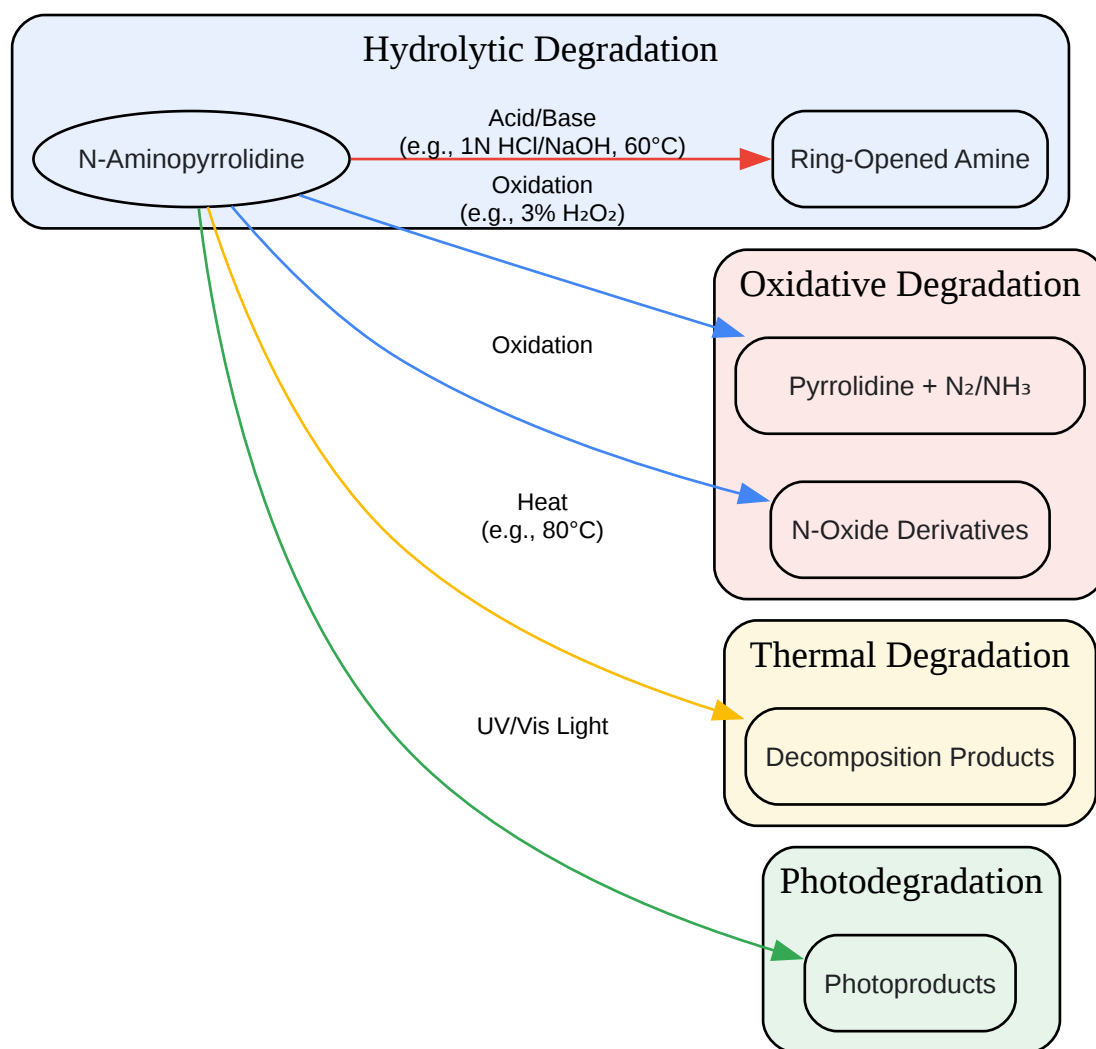 Hydrolytic Degradation
Acid/Base
(e.g., 1N HCl/NaOH, 60°C)
N-Aminopyrrolidine
Ring-Opened Amine
Oxidation
(e.g., 3% H₂O₂)
Oxidative Degradation
Oxidation
Pyrrolidine + N₂/NH₃
Heat
(e.g., 80°C)
N-Oxide Derivatives
Thermal Degradation
UV/Vis Light
Decomposition Products
Photodegradation
Photoproducts